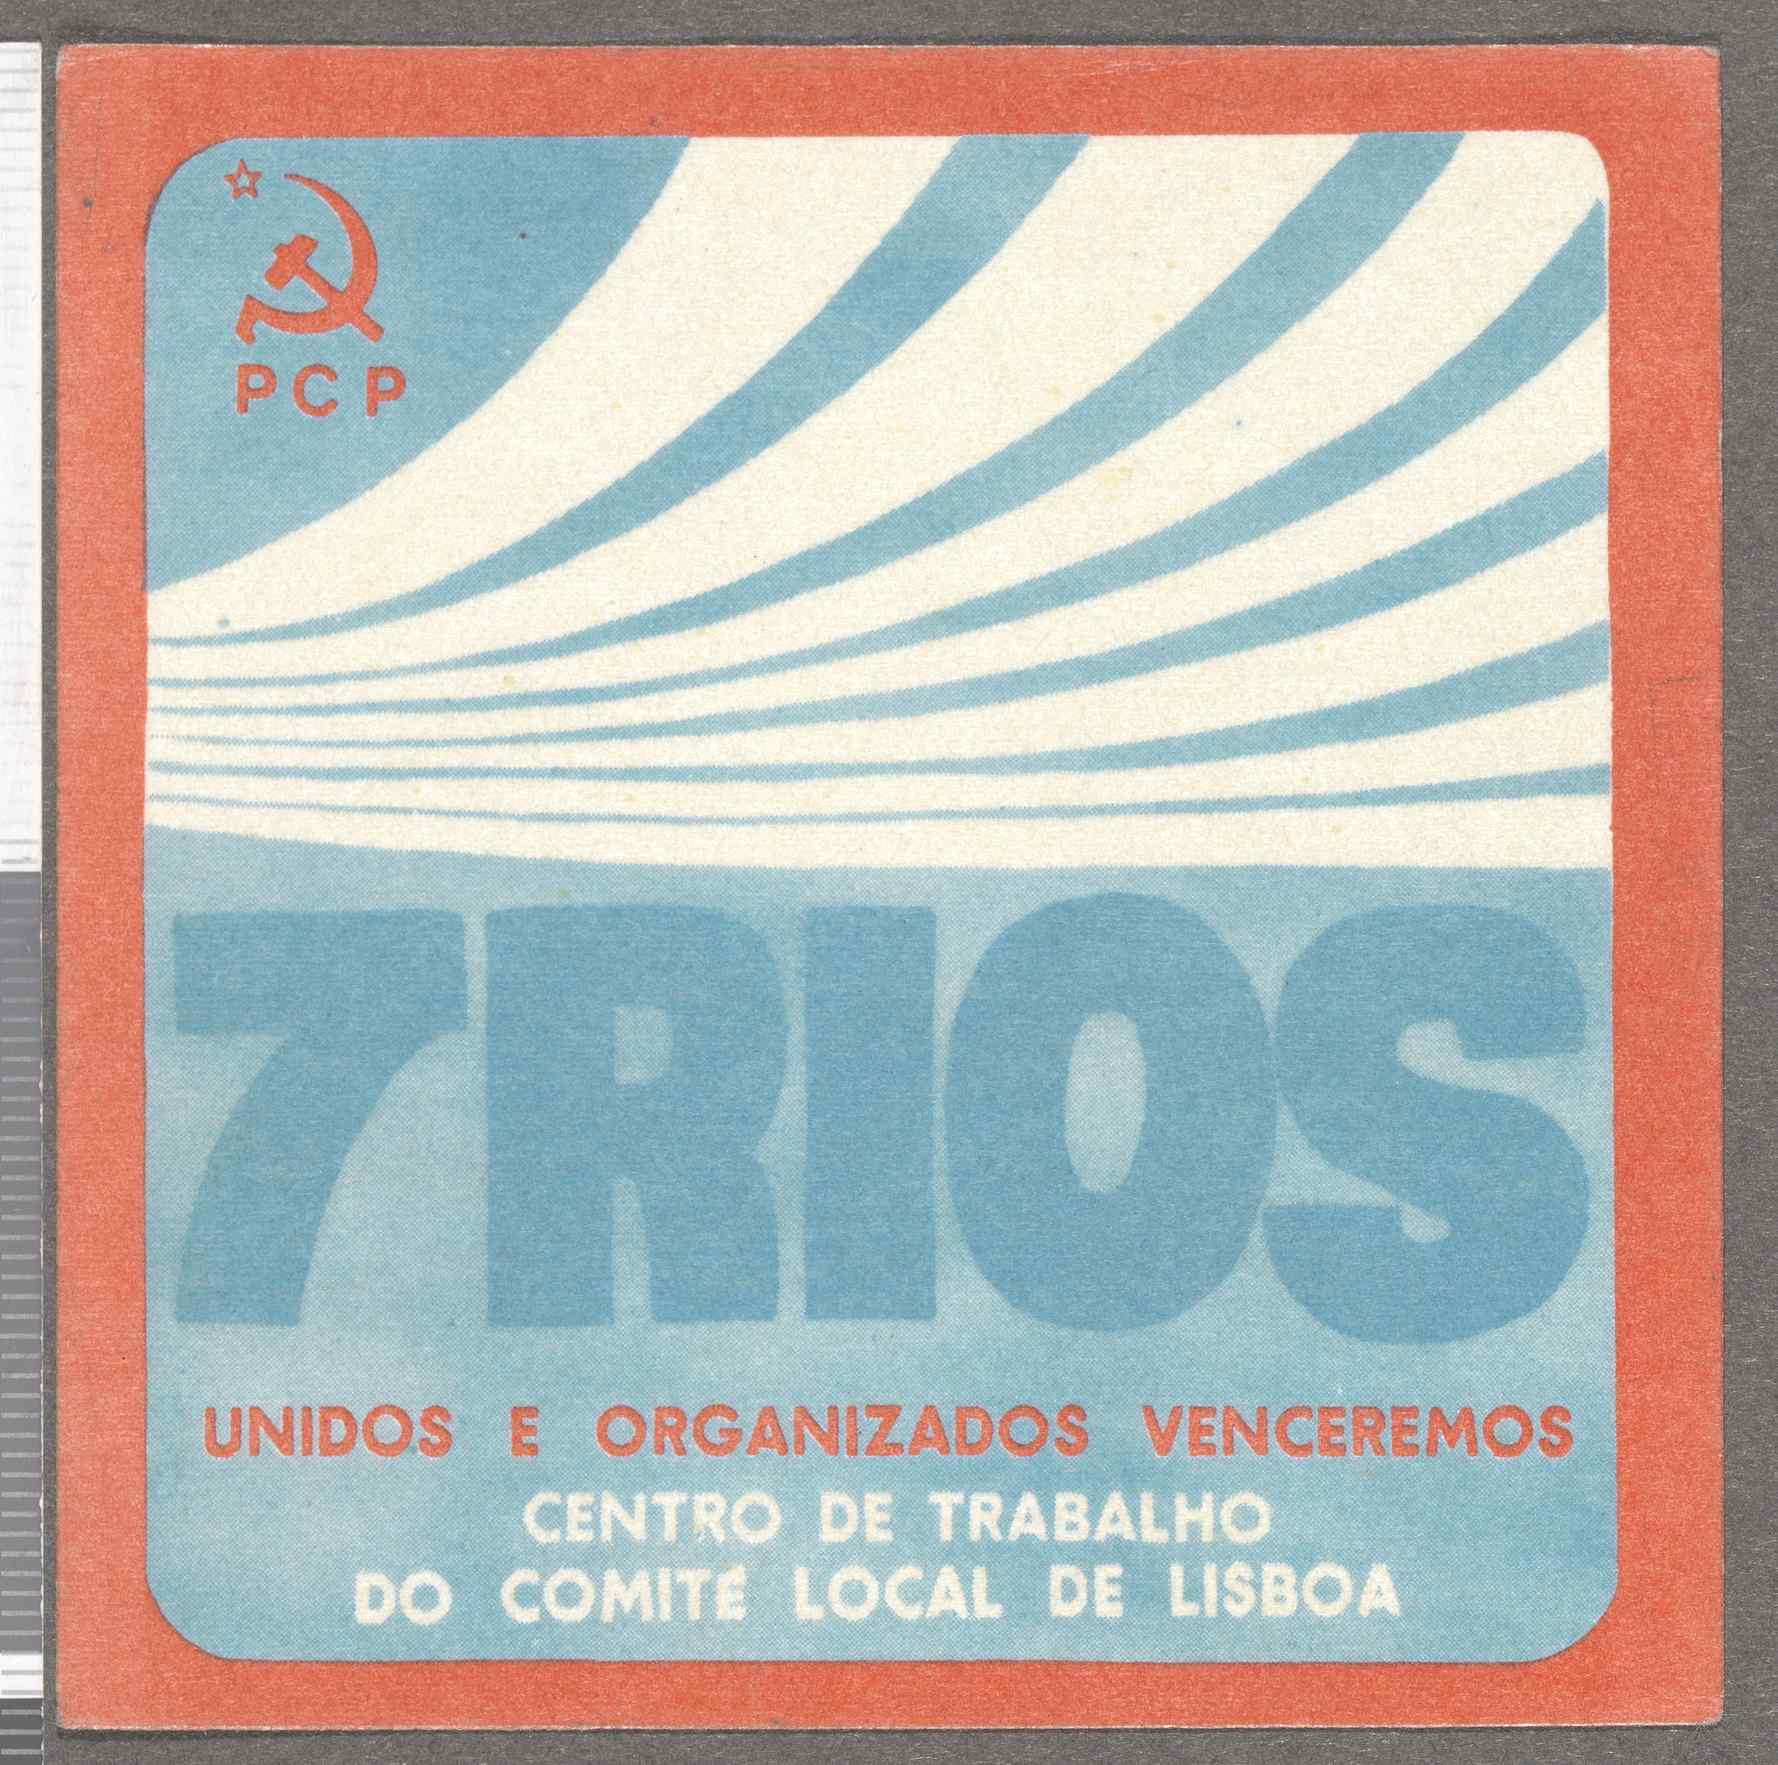 PCP
7RIOS
UNIDOS E ORGANIZADOS VENCEREMOS
CENTRO DE TRABALHO
DO COMITÉ LOCAL DE LISBOA